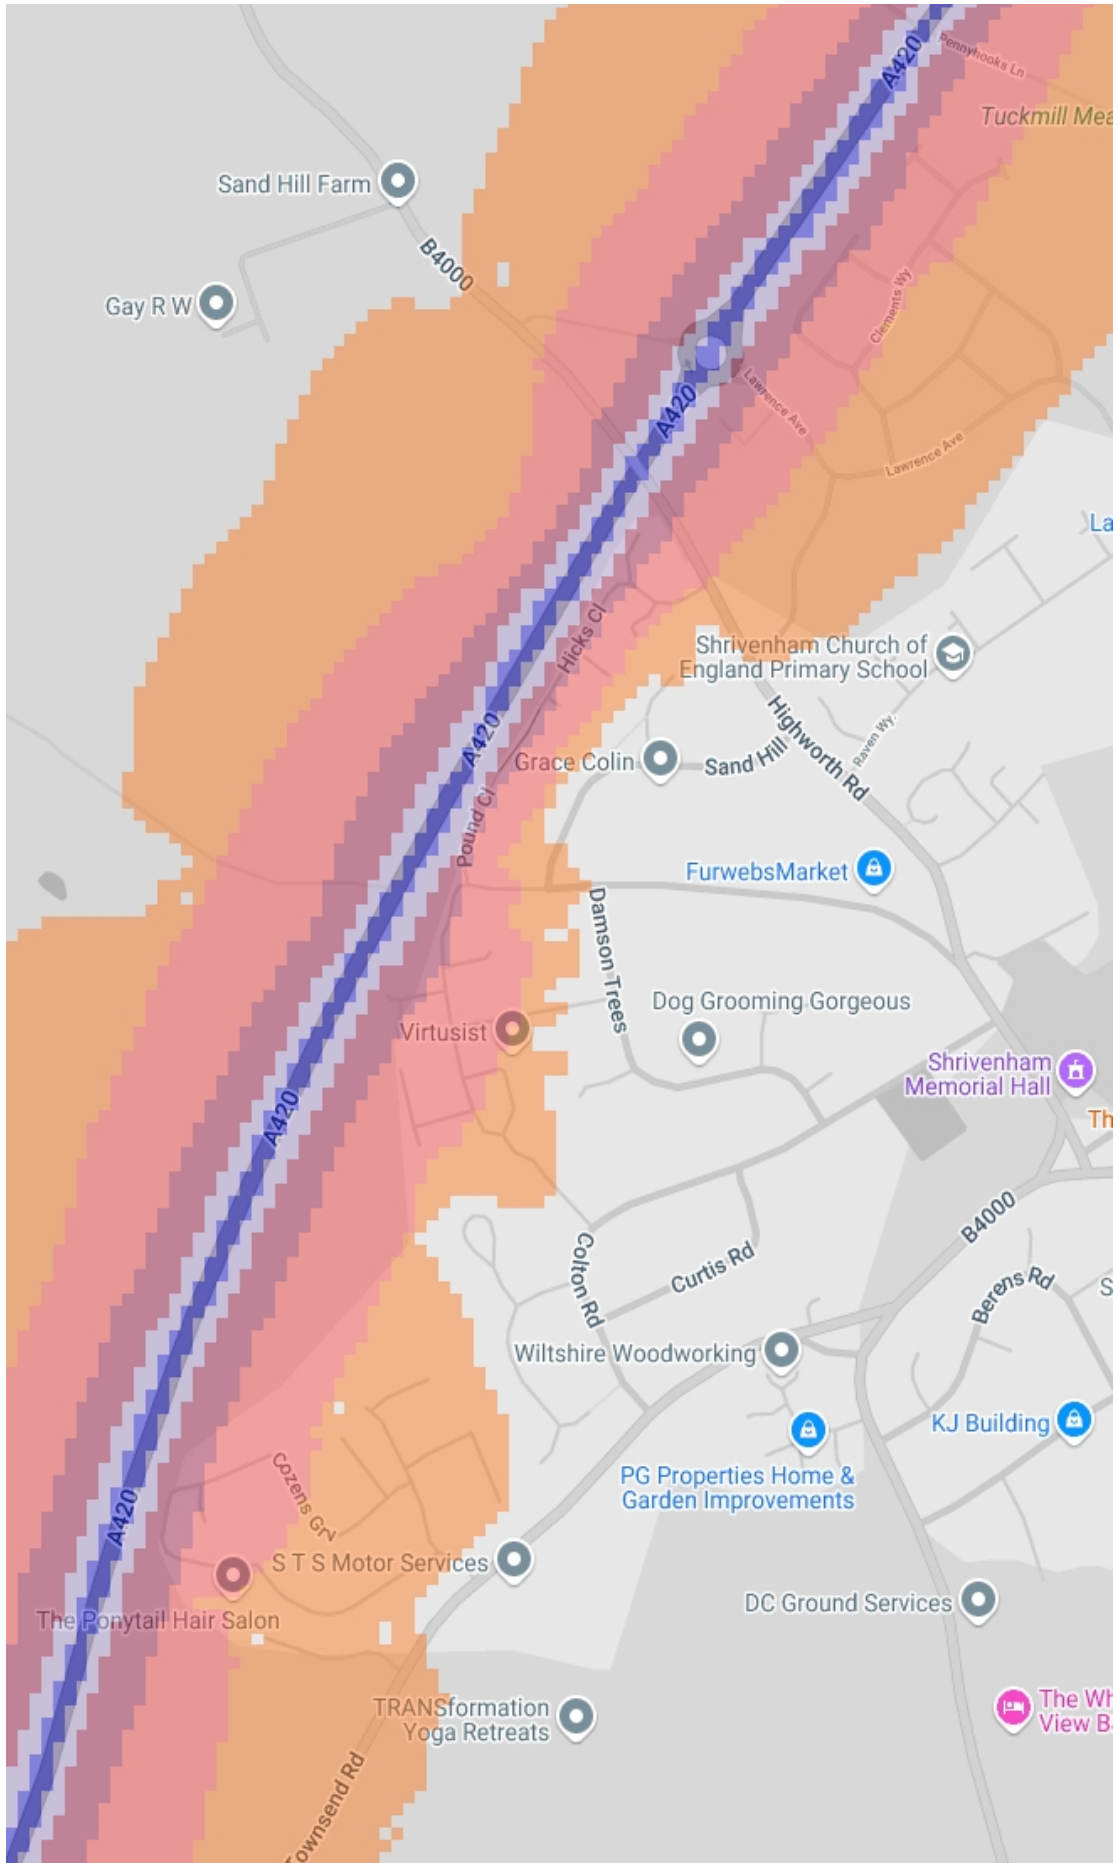 A420
Pennyhooks Ln
Tuckmill Mea
Sand Hill Farm
B4000
Gay R W
Clements Wy
Lawrence Ave
A420
Lawrence Ave
La
Hicks Cl
Shrivenham Church of
England Primary School
A420
Highworth Rd
Raven Wy.
Grace Colin
Sand Hill
Pound Cl
FurwebsMarket
Damson Trees
Dog Grooming Gorgeous
Virtusist
Shrivenham
Memorial Hall
A420
Th
B4000
Colton Rd
Curtis Rd
Berens Rd
S
Wiltshire Woodworking
KJ Building
PG Properties Home &
Garden Improvements
Cozens Grv
A420
S T S Motor Services
The Ponytail Hair Salon
DC Ground Services
TRANSformation
Yoga Retreats
The Wh
View B
Townsend Rd